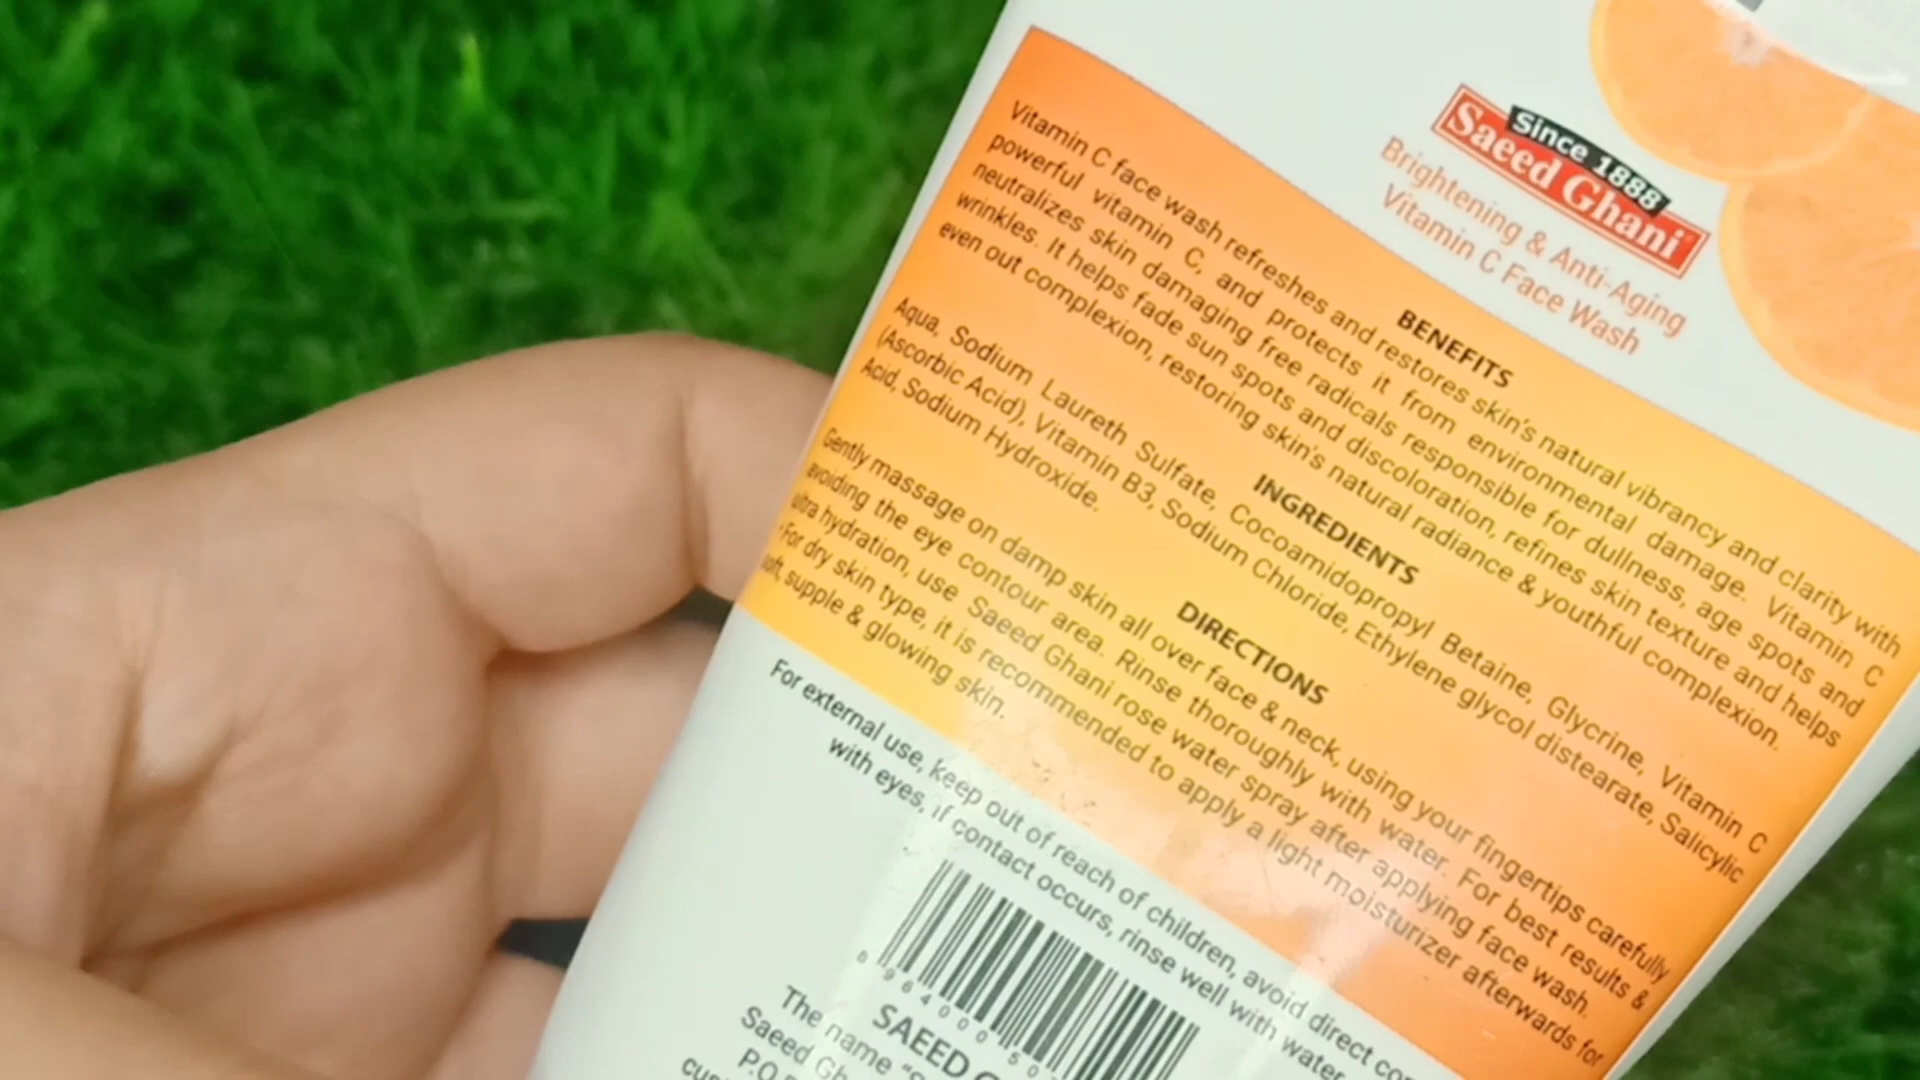 Since 1888
Saeed Ghani
Brightening & Anti-Aging
Vitamin C Face Wash
BENEFITS
Vitamin C face wash refreshes and restores skin's natural vibrancy and clarity with
powerful vitamin C, and protects it from environmental damage. Vitamin C
neutralizes skin damaging free radicals responsible for dullness, age spots and
wrinkles. It helps fade sun spots and discoloration, refines skin texture and helps
even out complexion, restoring skin's natural radiance & youthful complexion.
INGREDIENTS
Aqua, Sodium Laureth Sulfate, Cocoamidopropyl Betaine, Glycrine, Vitamin C
(Ascorbic Acid), Vitamin B3, Sodium Chloride, Ethylene glycol distearate, Salicylic
Acid, Sodium Hydroxide.
DIRECTIONS
Gently massage on damp skin all over face & neck, using your fingertips carefully
avoiding the eye contour area. Rinse thoroughly with water. For best results &
ultra hydration, use Saeed Ghani rose water spray after applying face wash.
For dry skin type, it is recommended to apply a light moisturizer afterwards for
soft, supple & glowing skin.
For external use, keep out of reach of children, avoid direct
with eyes, if contact occurs, rinse well with water
8 964000 50
SAEED
The name
Saeed
P.O.